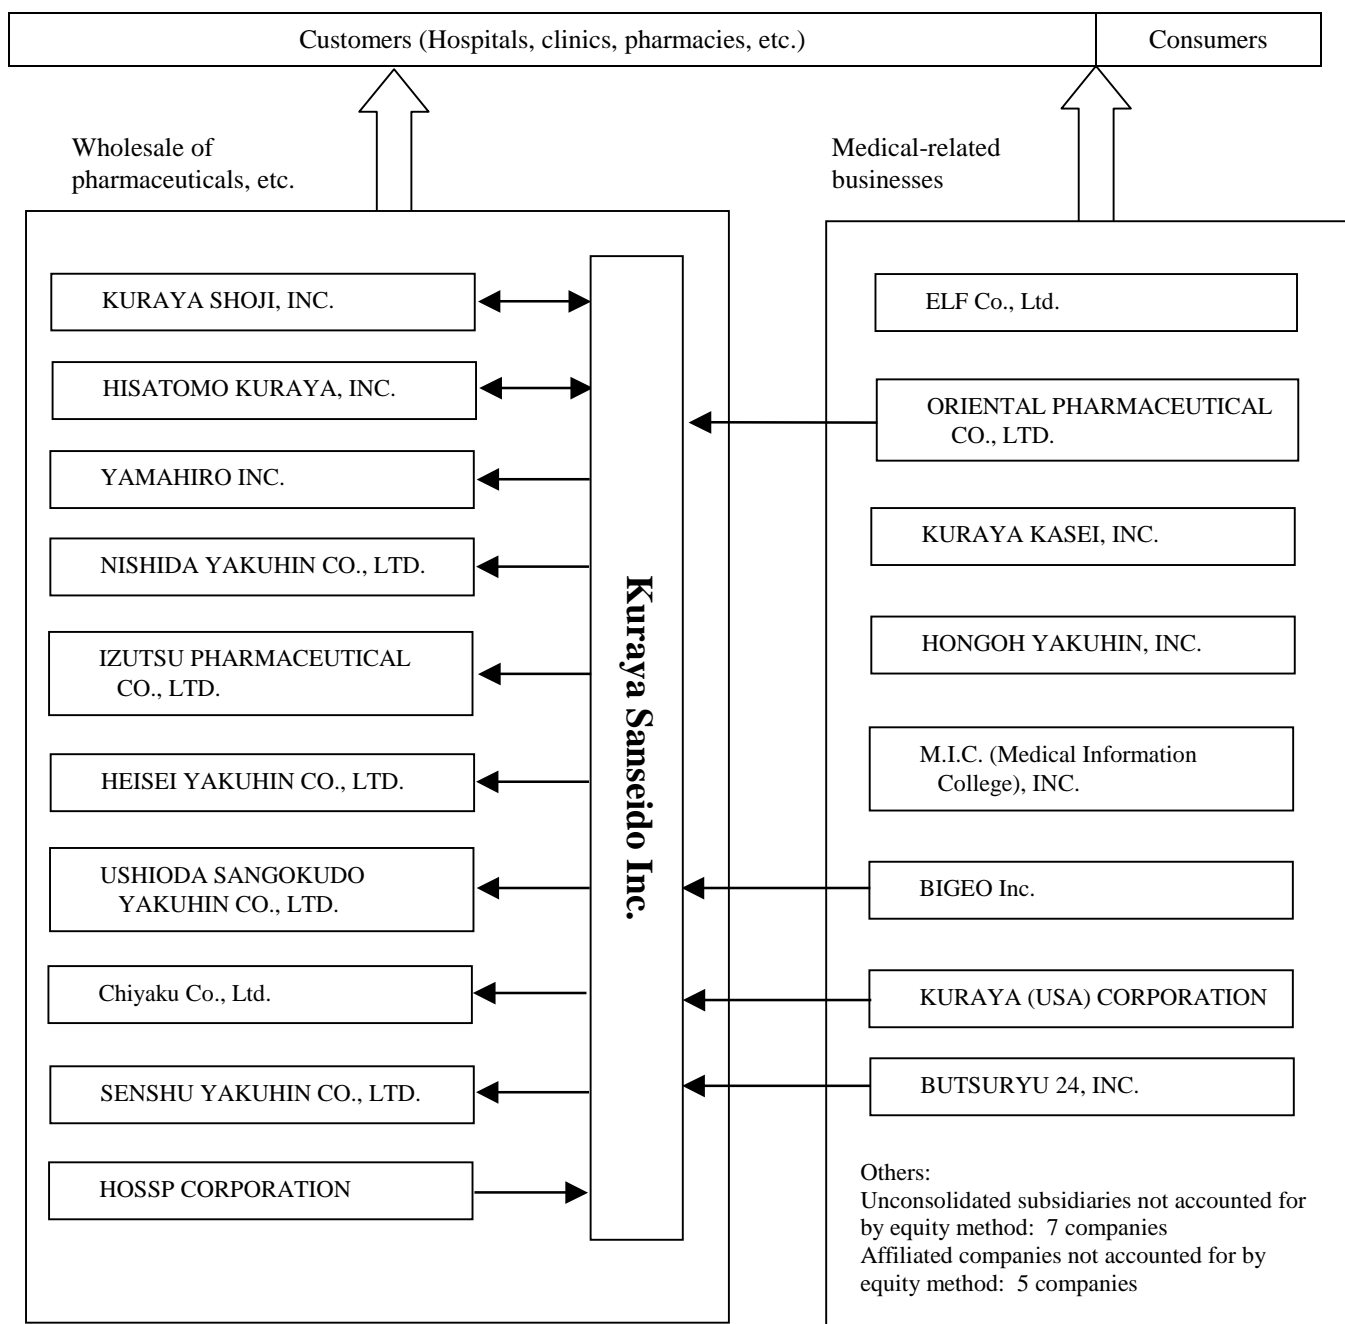 Customers (Hospitals, clinics, pharmacies, etc.)
Consumers
Wholesale of
pharmaceuticals, etc.
Medical-related
businesses
KURAYA SHOJI, INC.
HISATOMO KURAYA, INC.
YAMAHIRO INC.
NISHIDA YAKUHIN CO., LTD.
IZUTSU PHARMACEUTICAL
CO., LTD.
HEISEI YAKUHIN CO., LTD.
USHIODA SANGOKUDO
YAKUHIN CO., LTD.
Chiyaku Co., Ltd.
SENSHU YAKUHIN CO., LTD.
HOSSP CORPORATION
Kuraya Sanseido Inc.
ELF Co., Ltd.
ORIENTAL PHARMACEUTICAL
CO., LTD.
KURAYA KASEI, INC.
HONGOH YAKUHIN, INC.
M.I.C. (Medical Information
College), INC.
BIGEO Inc.
KURAYA (USA) CORPORATION
BUTSURYU 24, INC.
Others:
Unconsolidated subsidiaries not accounted for
by equity method: 7 companies
Affiliated companies not accounted for by
equity method: 5 companies